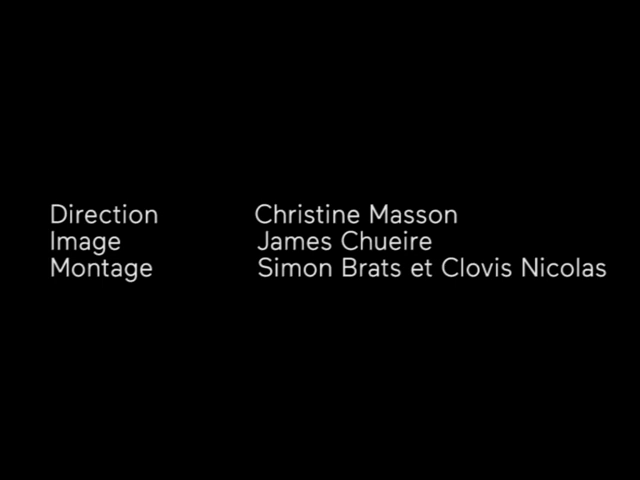 Direction Christine Masson
Image James Chueire
Montage Simon Brats et Clovis Nicolas